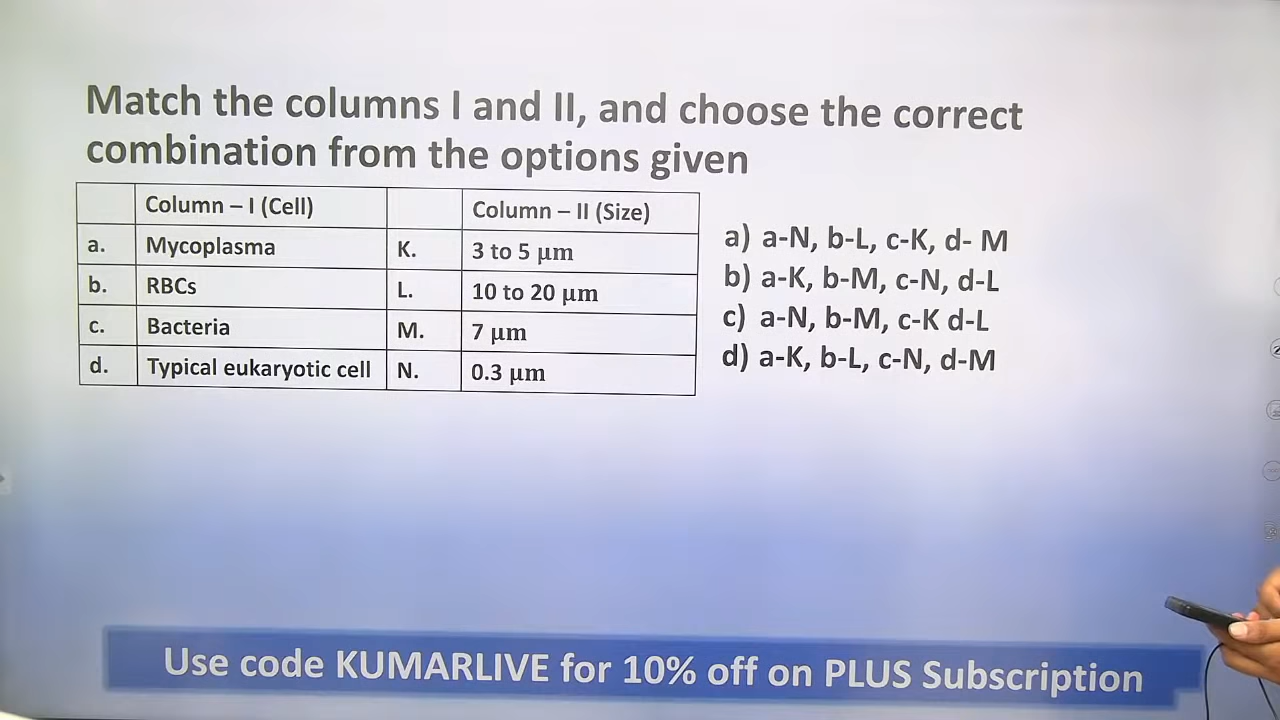 Match the columns I and II, and choose the correct
combination from the options given
Column – I (Cell) Column – II (Size)
a. Mycoplasma K. 3 to 5 µm
b. RBCs L. 10 to 20 µm
c. Bacteria M. 7 µm
d. Typical eukaryotic cell N. 0.3 µm
a) a-N, b-L, c-K, d- M
b) a-K, b-M, c-N, d-L
c) a-N, b-M, c-K d-L
d) a-K, b-L, c-N, d-M
Use code KUMARLIVE for 10% off on PLUS Subscription